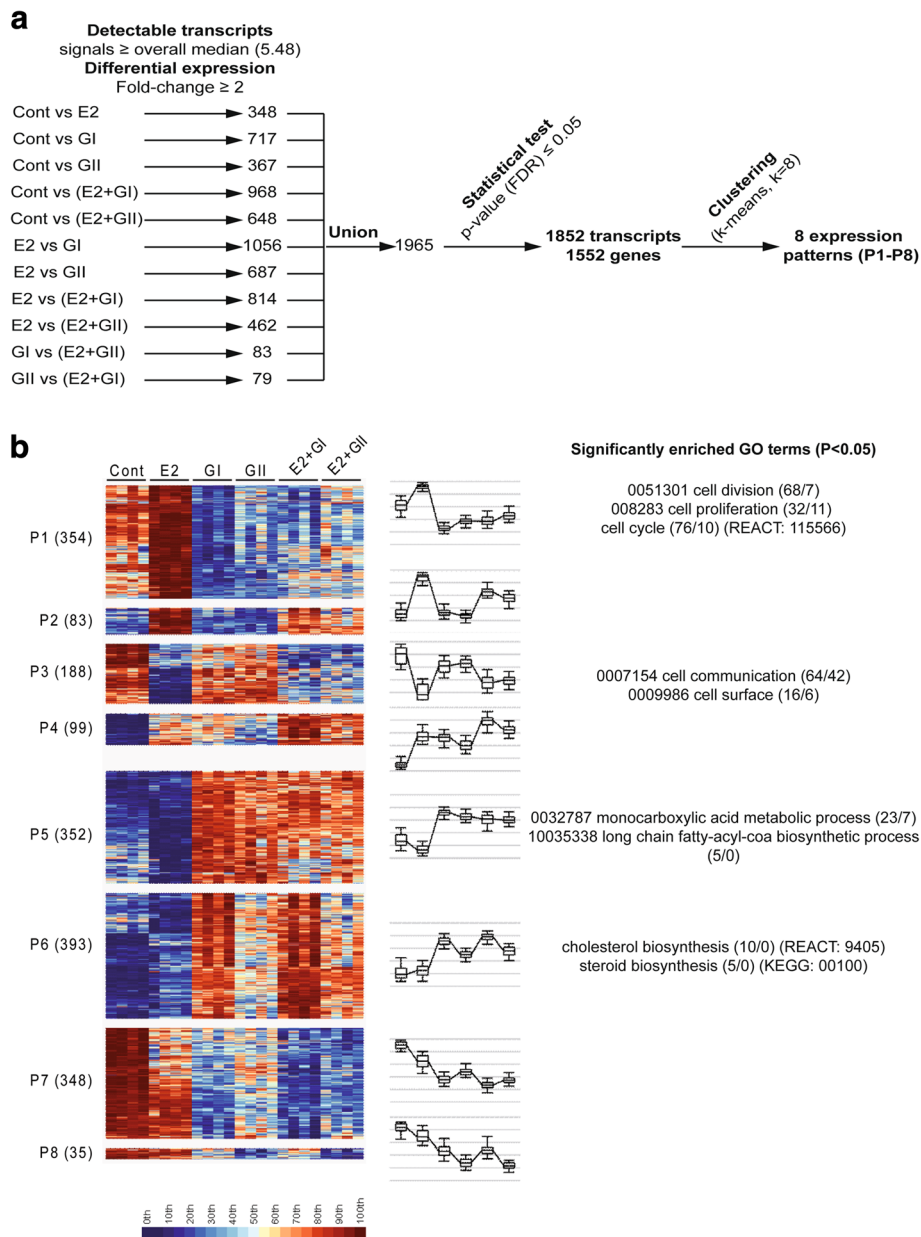 a
Detectable transcripts
signals ≥ overall median (5.48)
Differential expression
Fold-change ≥ 2
Cont vs E2 348
Cont vs GI 717
Cont vs GII 367
Cont vs (E2+GI) 968
Cont vs (E2+GII) 648
E2 vs GI 1056
E2 vs GII 687
E2 vs (E2+GI) 814
E2 vs (E2+GII) 462
GI vs (E2+GII) 83
GII vs (E2+GI) 79
Union
1965
Statistical test
p-value (FDR) ≤ 0.05
1852 transcripts
1552 genes
Clustering
(k-means, k=8)
8 expression
patterns (P1-P8)
b
Significantly enriched GO terms (P<0.05)
Cont E2 GI GII E2+GI E2+GII
P1 (354)
0051301 cell division (68/7)
008283 cell proliferation (32/11)
cell cycle (76/10) (REACT: 115566)
P2 (83)
P3 (188)
0007154 cell communication (64/42)
0009986 cell surface (16/6)
P4 (99)
P5 (352)
0032787 monocarboxylic acid metabolic process (23/7)
10035338 long chain fatty-acyl-coa biosynthetic process
(5/0)
P6 (393)
cholesterol biosynthesis (10/0) (REACT: 9405)
steroid biosynthesis (5/0) (KEGG: 00100)
P7 (348)
P8 (35)
0th 10th 20th 30th 40th 50th 60th 70th 80th 90th 100th